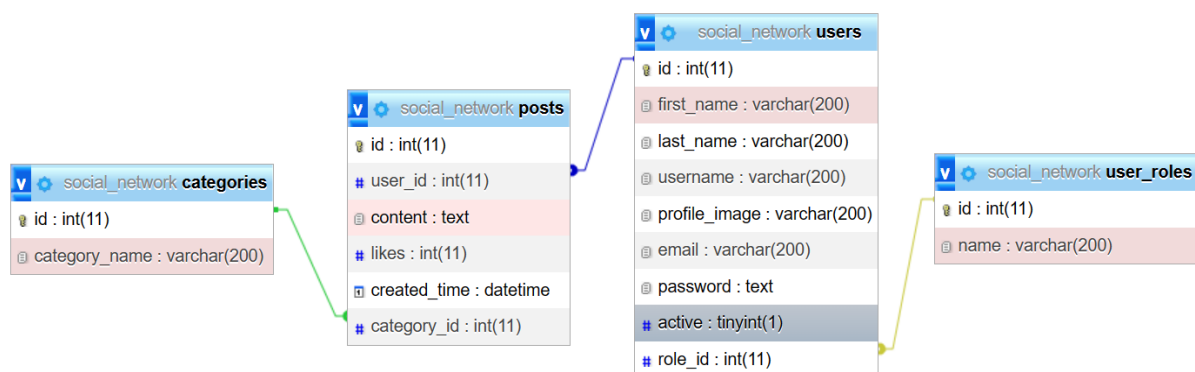 social_network categories
id : int(11)
category_name : varchar(200)
social_network posts
id : int(11)
user_id : int(11)
content : text
likes : int(11)
created_time : datetime
category_id : int(11)
social_network users
id : int(11)
first_name : varchar(200)
last_name : varchar(200)
username : varchar(200)
profile_image : varchar(200)
email : varchar(200)
password : text
active : tinyint(1)
role_id : int(11)
social_network user_roles
id : int(11)
name : varchar(200)